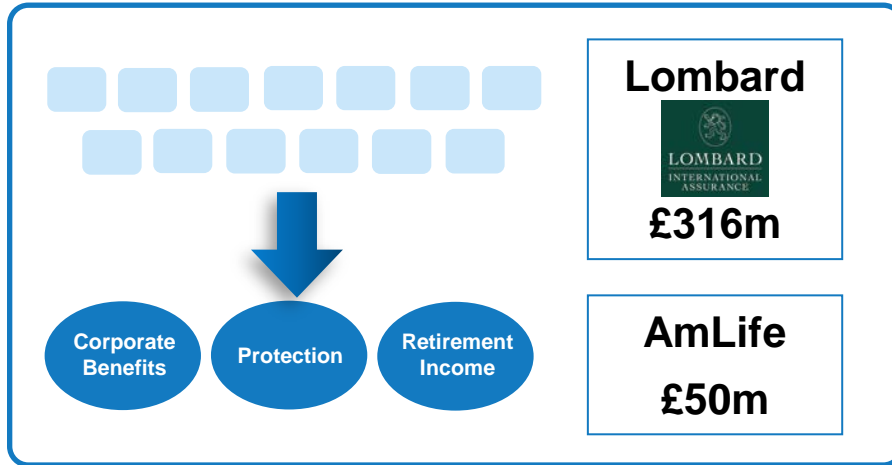 Lombard
LOMBARD
INTERNATIONAL
ASSURANCE
£316m
Corporate
Benefits
Protection
Retirement
Income
AmLife
£50m